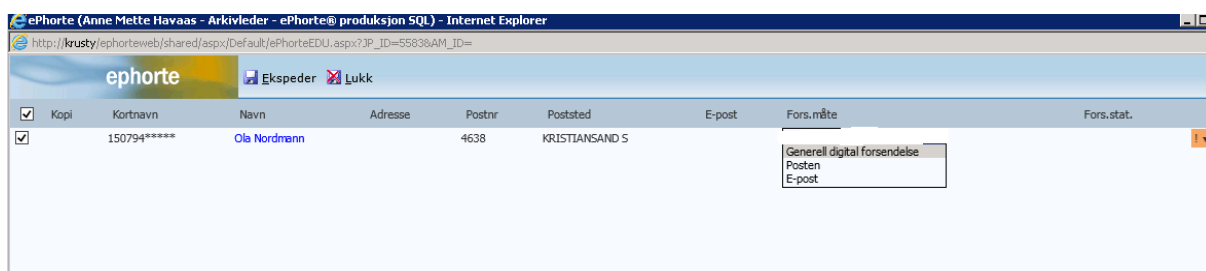 ePhorte (Anne Mette Havaas - Arkivleder - ePhorte® produksjon SQL) - Internet Explorer
http://krusty/ephorteweb/shared/aspx/Default/ePhorteEDU.aspx?JP_ID=5583&AM_ID=
ephorte Ekspeder Lukk
Kopi Kortnavn Navn Adresse Postnr Poststed E-post Fors.måte Fors.stat.
150794***** Ola Nordmann 4638 KRISTIANSAND S !
Generell digital forsendelse
Posten
E-post